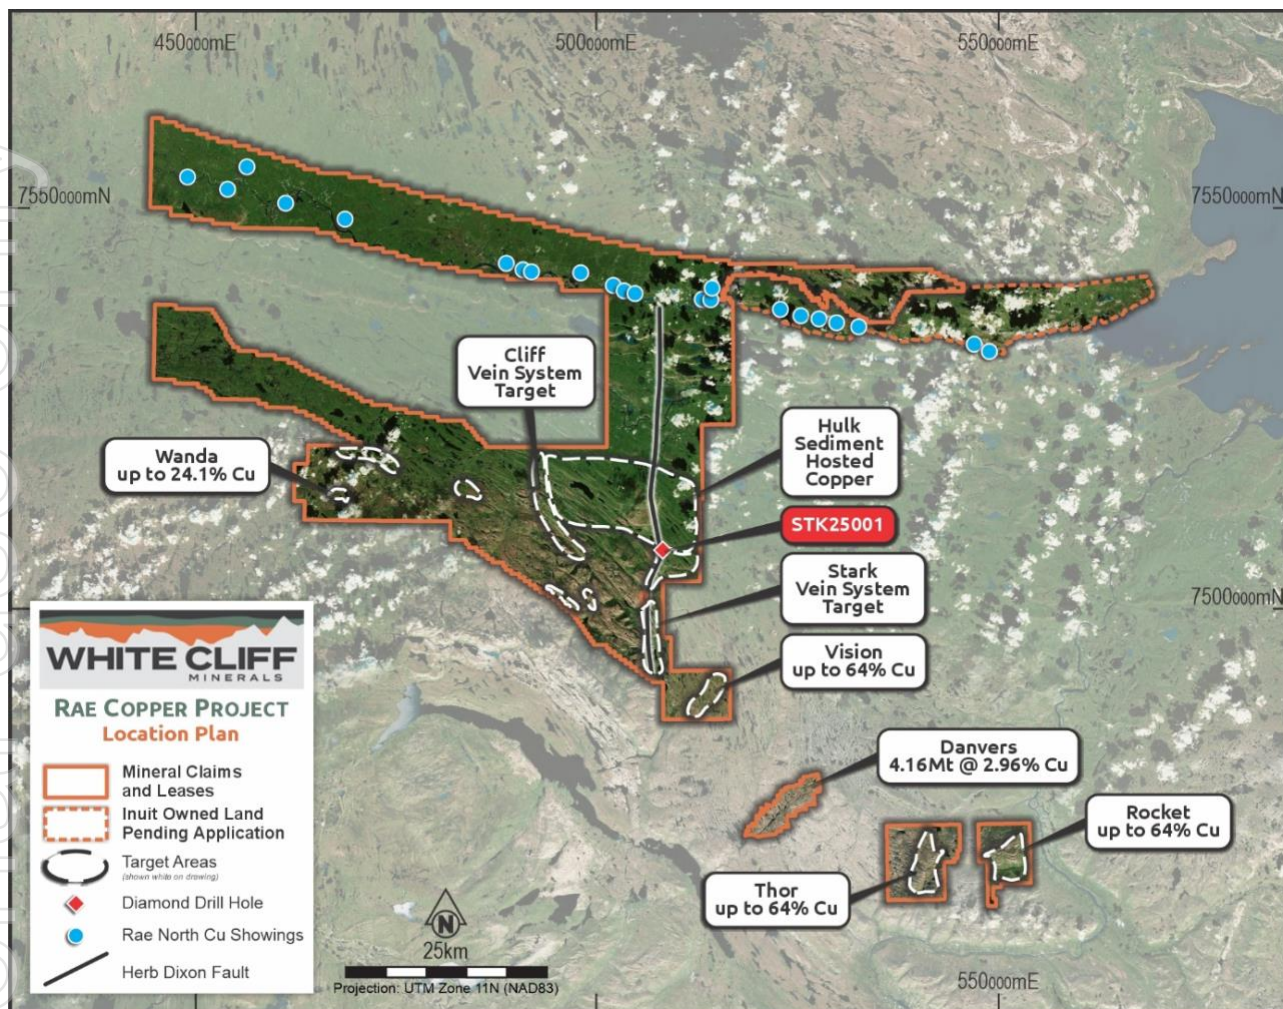 450000mE
500000mE
550000mE
7550000mN
7550000mN
Cliff
Vein System
Target
Wanda
up to 24.1% Cu
Hulk
Sediment
Hosted
Copper
STK25001
Stark
Vein System
Target
7500000mN
Vision
up to 64% Cu
Danvers
4.16Mt @ 2.96% Cu
Rocket
up to 64% Cu
Thor
up to 64% Cu
WHITE CLIFF
MINERALS
RAE COPPER PROJECT
Location Plan
Mineral Claims
and Leases
Inuit Owned Land
Pending Application
Target Areas
(shown white on drawing)
Diamond Drill Hole
Rae North Cu Showings
Herb Dixon Fault
N
25km
Projection: UTM Zone 11N (NAD83)
550000mE